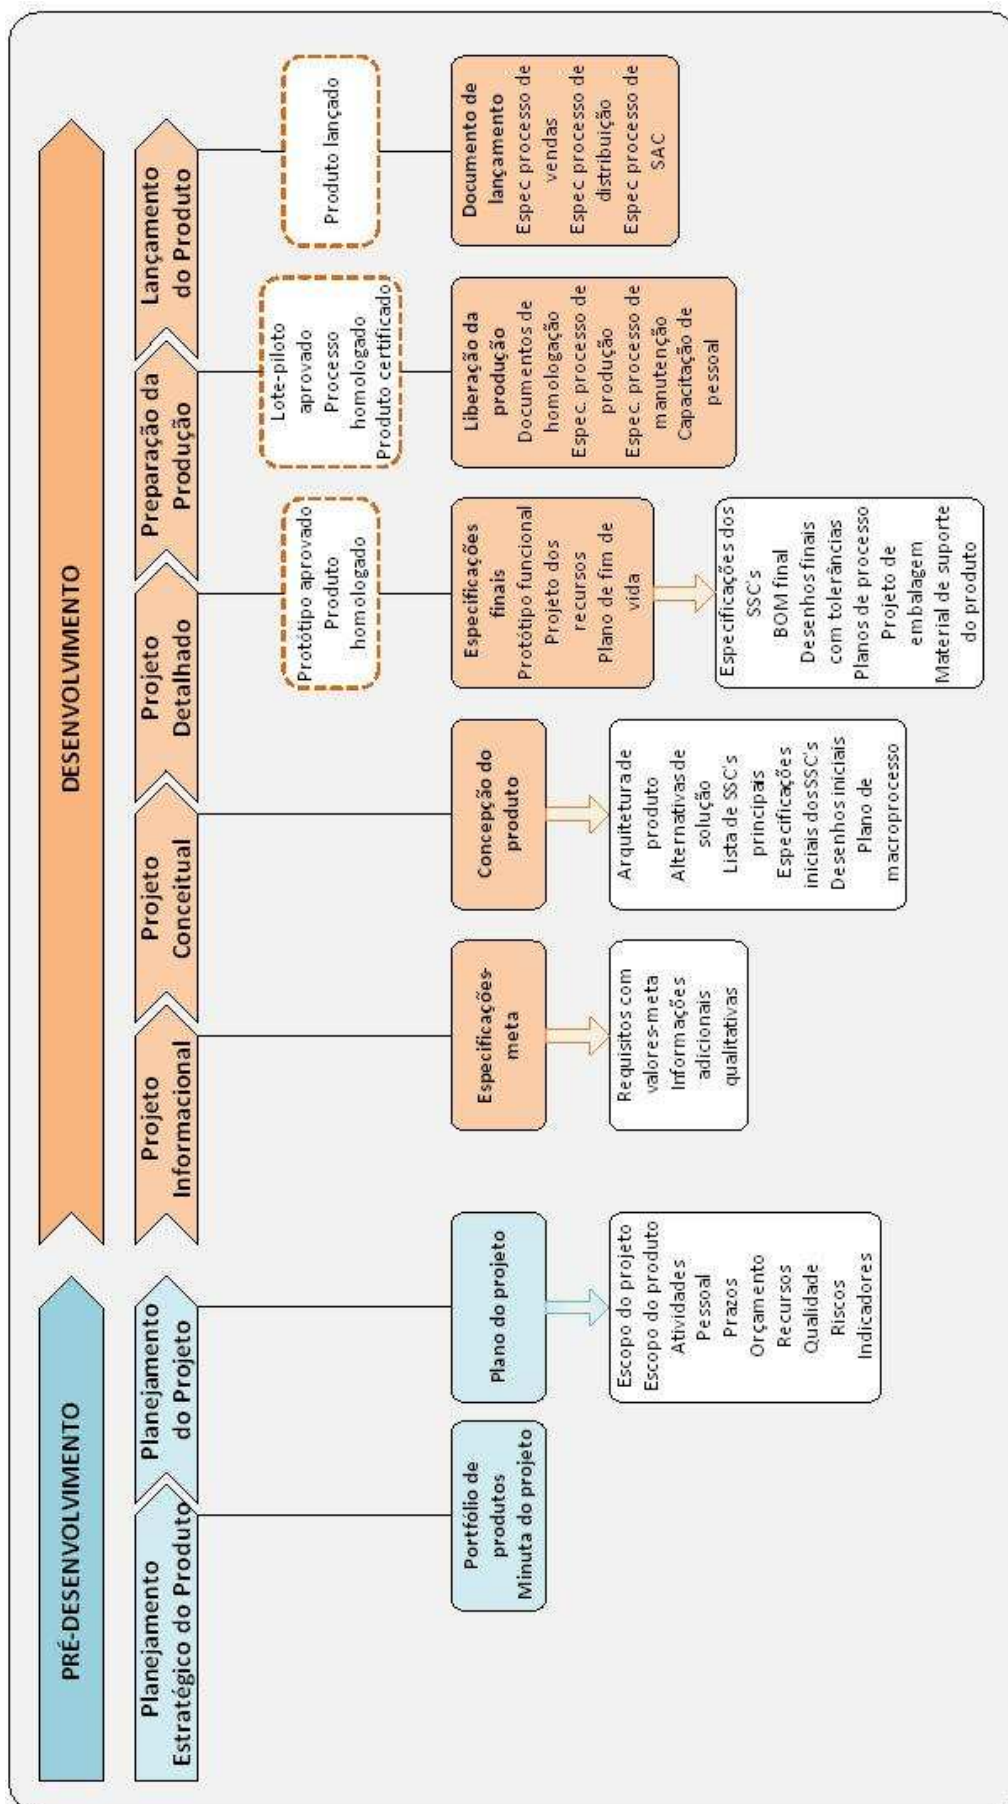 PRÉ-DESENVOLVIMENTO
DESENVOLVIMENTO
Planejamento
Estratégico do Produto
Planejamento
do Projeto
Projeto
Informacional
Projeto
Conceitual
Projeto
Detalhado
Preparação da
Produção
Lançamento
do Produto
Protótipo aprovado
Produto
homologado
Lote-piloto
aprovado
Processo
homologado
Produto certificado
Produto lançado
Portfólio de
produtos
Minuta do projeto
Plano do projeto
Especificações-
meta
Concepção do
produto
Especificações
finais
Protótipo funcional
Projeto dos
recursos
Plano de fim de
vida
Liberação da
produção
Documentos de
homologação
Espec. processo de
produção
Espec. processo de
manutenção
Capacitação de
pessoal
Documento de
lançamento
Espec processo de
vendas
Espec processo de
distribuição
Espec processo de
SAC
Escopo do projeto
Escopo do produto
Atividades
Pessoal
Prazos
Orçamento
Recursos
Qualidade
Riscos
Indicadores
Requisitos com
valores-meta
Informações
adicionais
qualitativas
Arquitetura de
produto
Alternativas de
solução
Lista de SSC's
principais
Especificações
iniciais dos SSC's
Desenhos iniciais
Plano de
macroprocesso
Especificações dos
SSC's
BOM final
Desenhos finais
com tolerâncias
Planos de processo
Projeto de
embalagem
Material de suporte
do produto